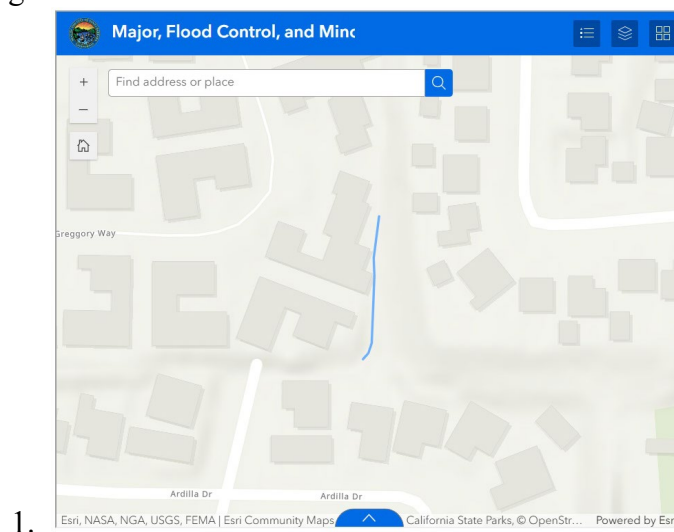 g
Major, Flood Control, and Minc
Find address or place
Greggory Way
Ardilla Dr
Ardilla Dr
1.
Esri, NASA, NGA, USGS, FEMA | Esri Community Maps
California State Parks, © OpenStr... Powered by Esr